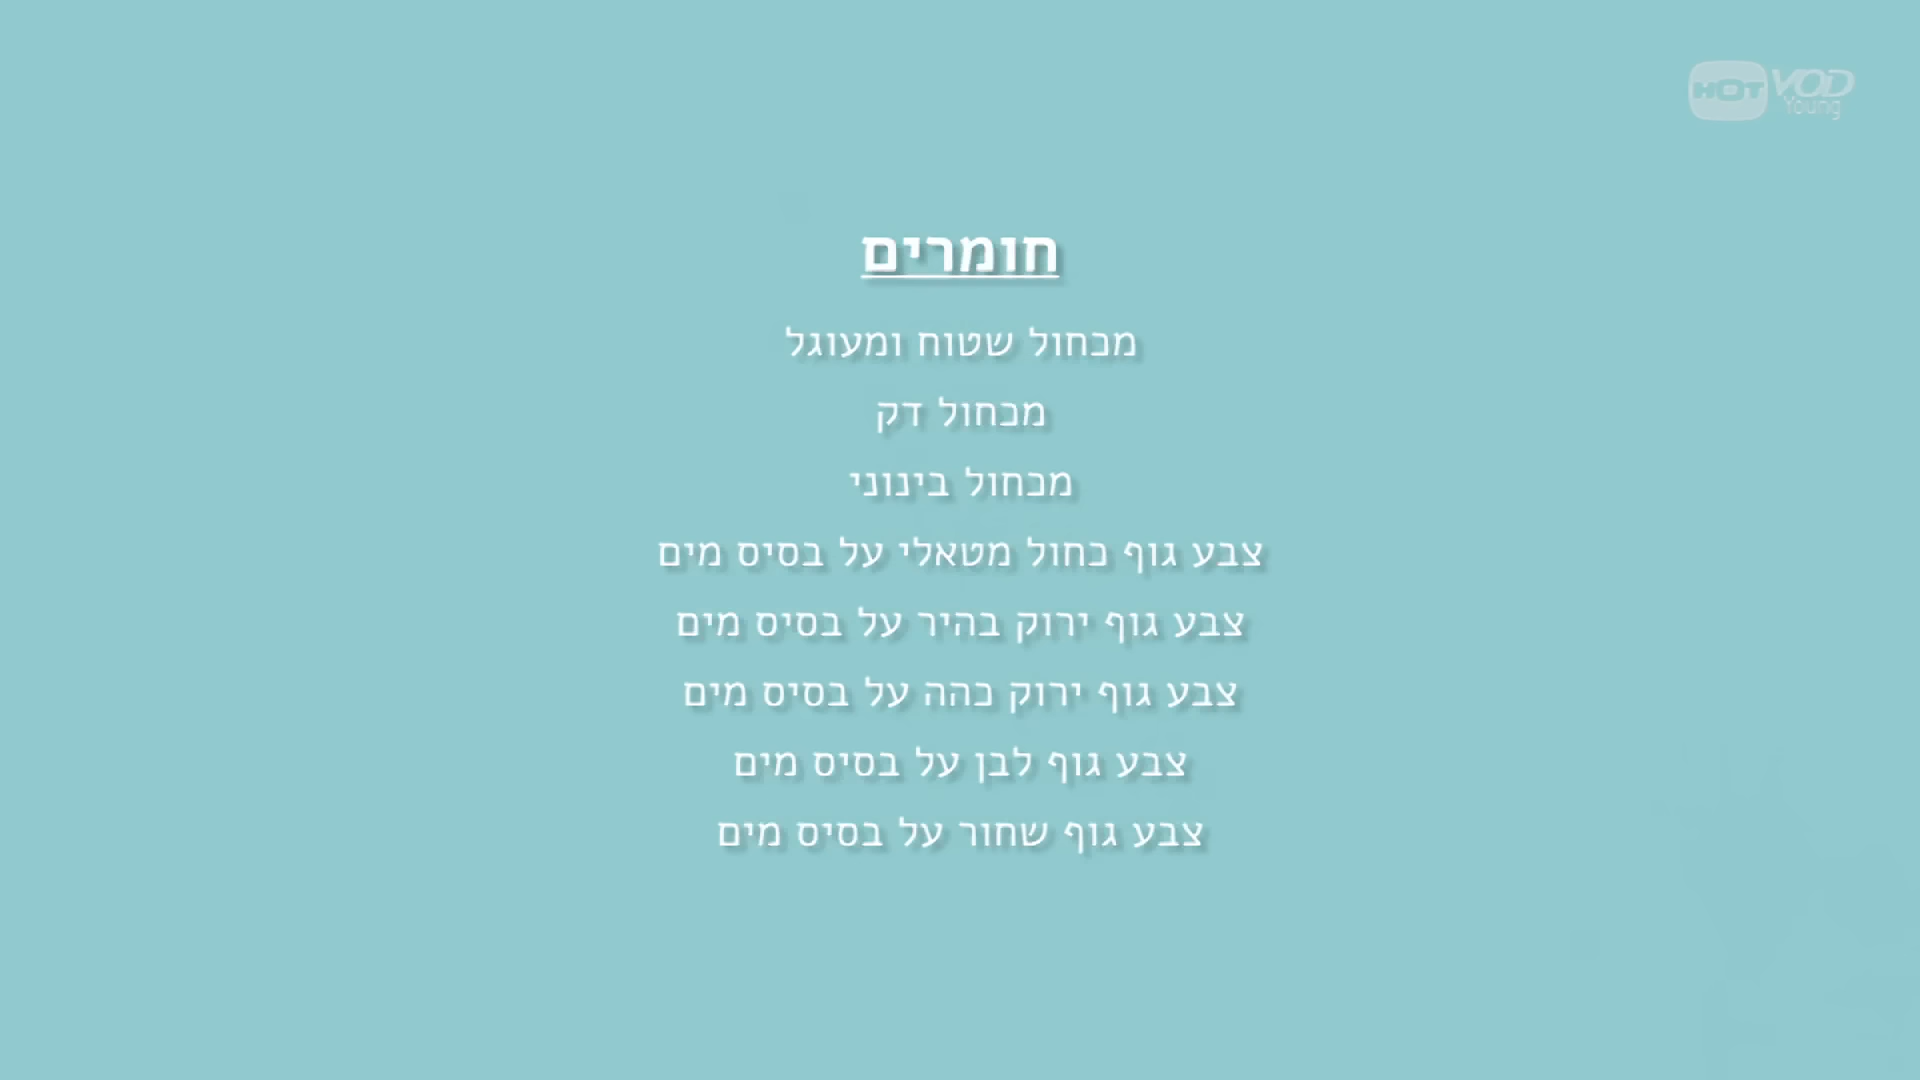 HOT VOD
Young
חומרים
מכחול שטוח ומעוגל
מכחול דק
מכחול בינוני
צבע גוף כחול מטאלי על בסיס מים
צבע גוף ירוק בהיר על בסיס מים
צבע גוף ירוק כהה על בסיס מים
צבע גוף לבן על בסיס מים
צבע גוף שחור על בסיס מים